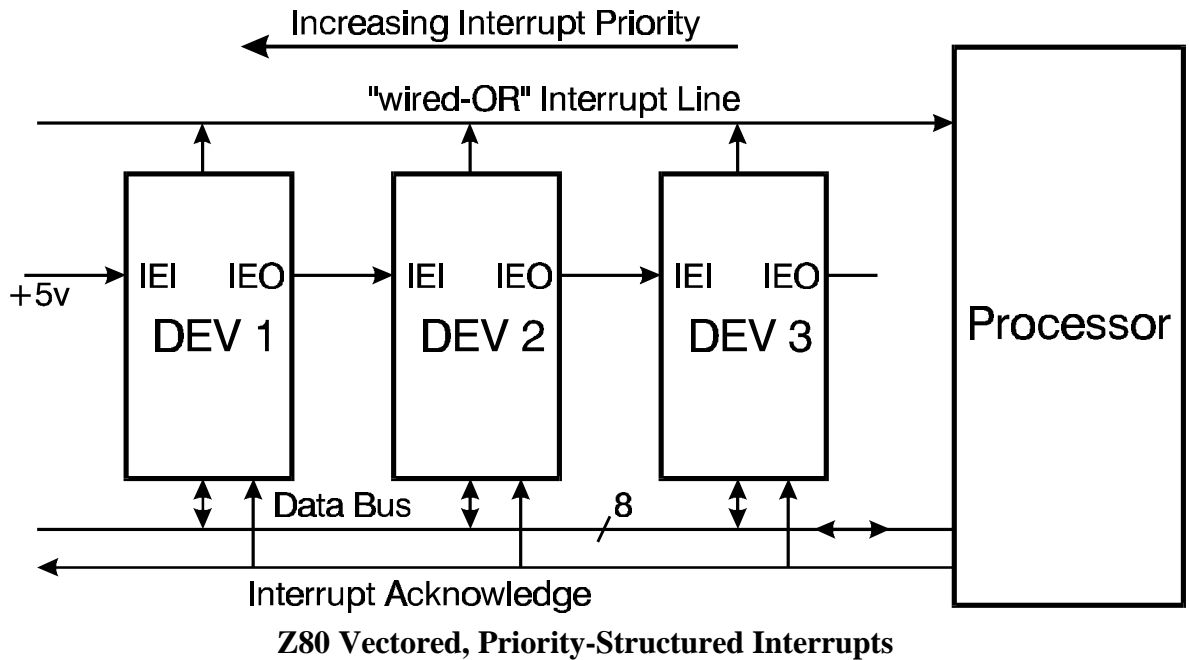 Increasing Interrupt Priority
"wired-OR" Interrupt Line
IEI IEO IEI IEO IEI IEO
+5v
DEV 1 DEV 2 DEV 3
Processor
Data Bus
8
Interrupt Acknowledge
Z80 Vectored, Priority-Structured Interrupts